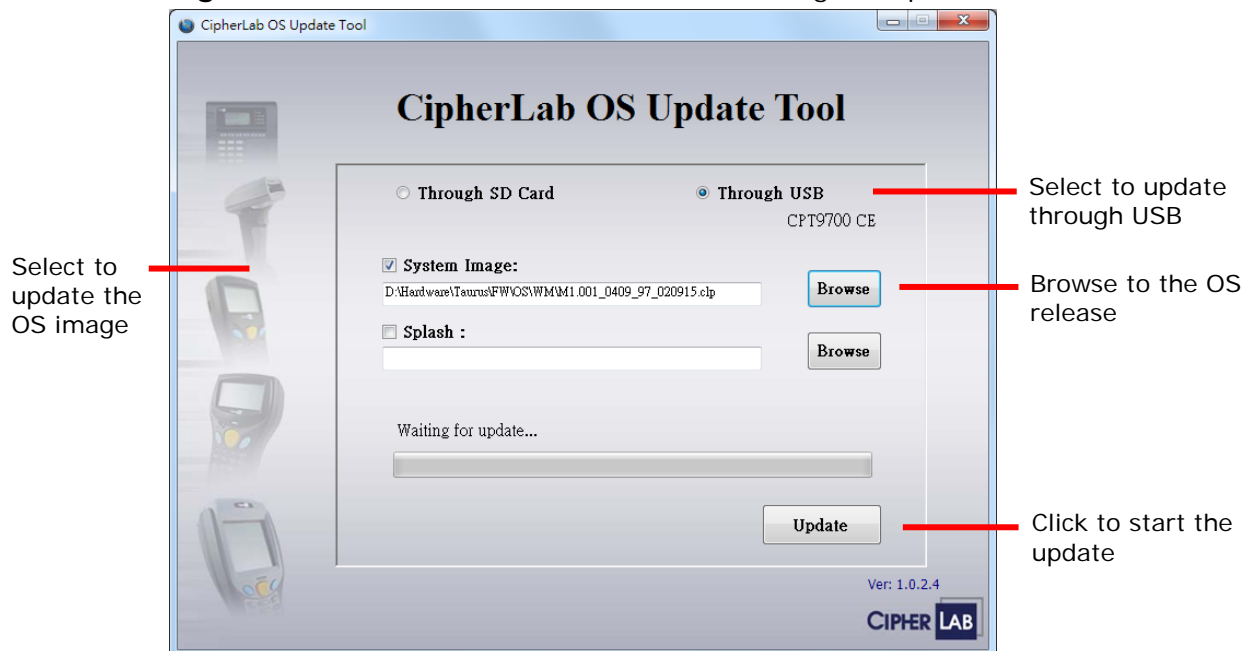 CipherLab OS Update Tool
CipherLab OS Update Tool
Through SD Card
Through USB
CPT9700 CE
Select to update
through USB
Select to
update the
OS image
System Image:
D:\Hardware\Taurus\FW\OS\WM\M1.001_0409_97_020915.clp
Browse
Browse to the OS
release
Splash :
Browse
Waiting for update...
Update
Click to start the
update
Ver: 1.0.2.4
CIPHER LAB